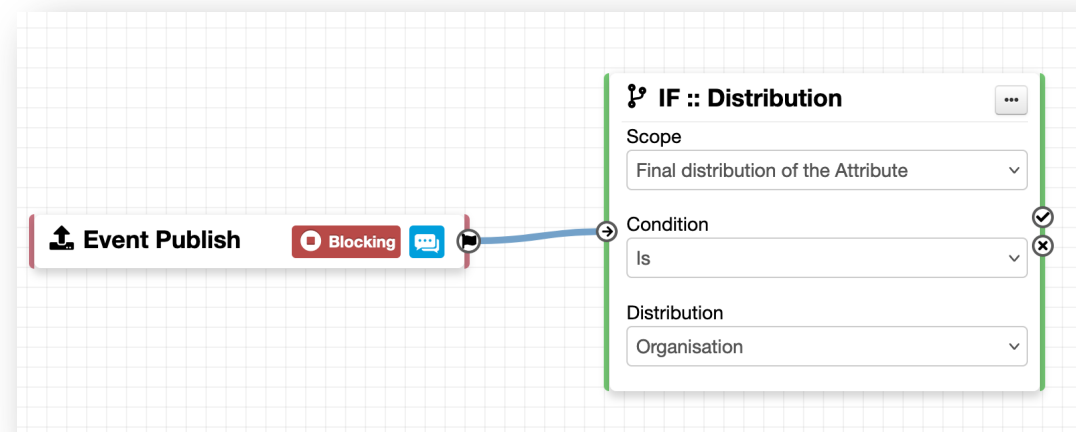 Event Publish
Blocking
IF :: Distribution
Scope
Final distribution of the Attribute
Condition
Is
Distribution
Organisation